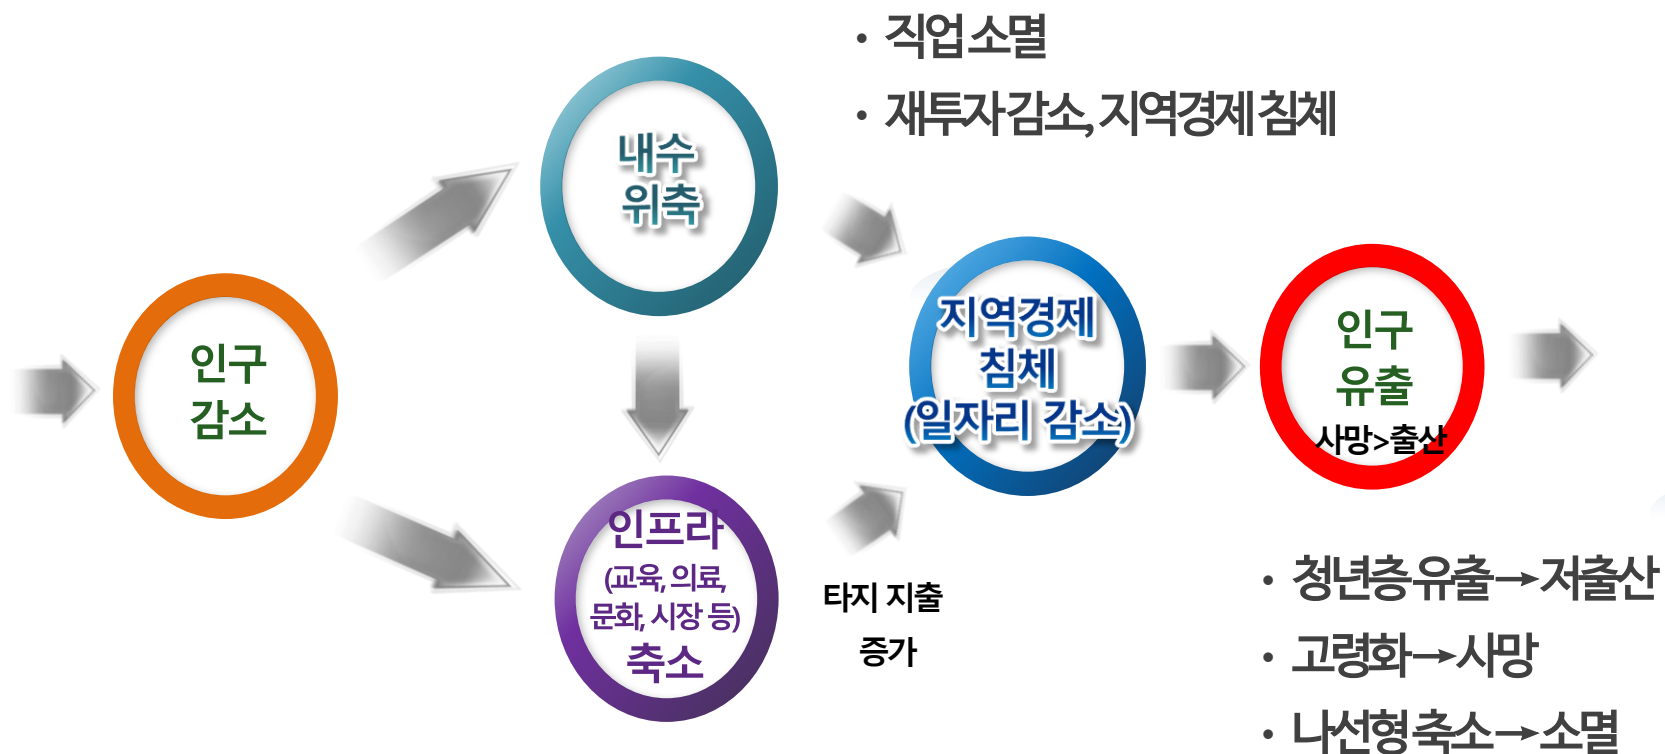 • 직업 소멸
• 재투자 감소, 지역경제 침체
내수
위축
인구
감소
인프라
(교육, 의료,
문화, 시장 등)
축소
타지 지출
증가
지역경제
침체
(일자리 감소)
인구
유출
사망>출산
• 청년층 유출→저출산
• 고령화→사망
• 나선형 축소→소멸